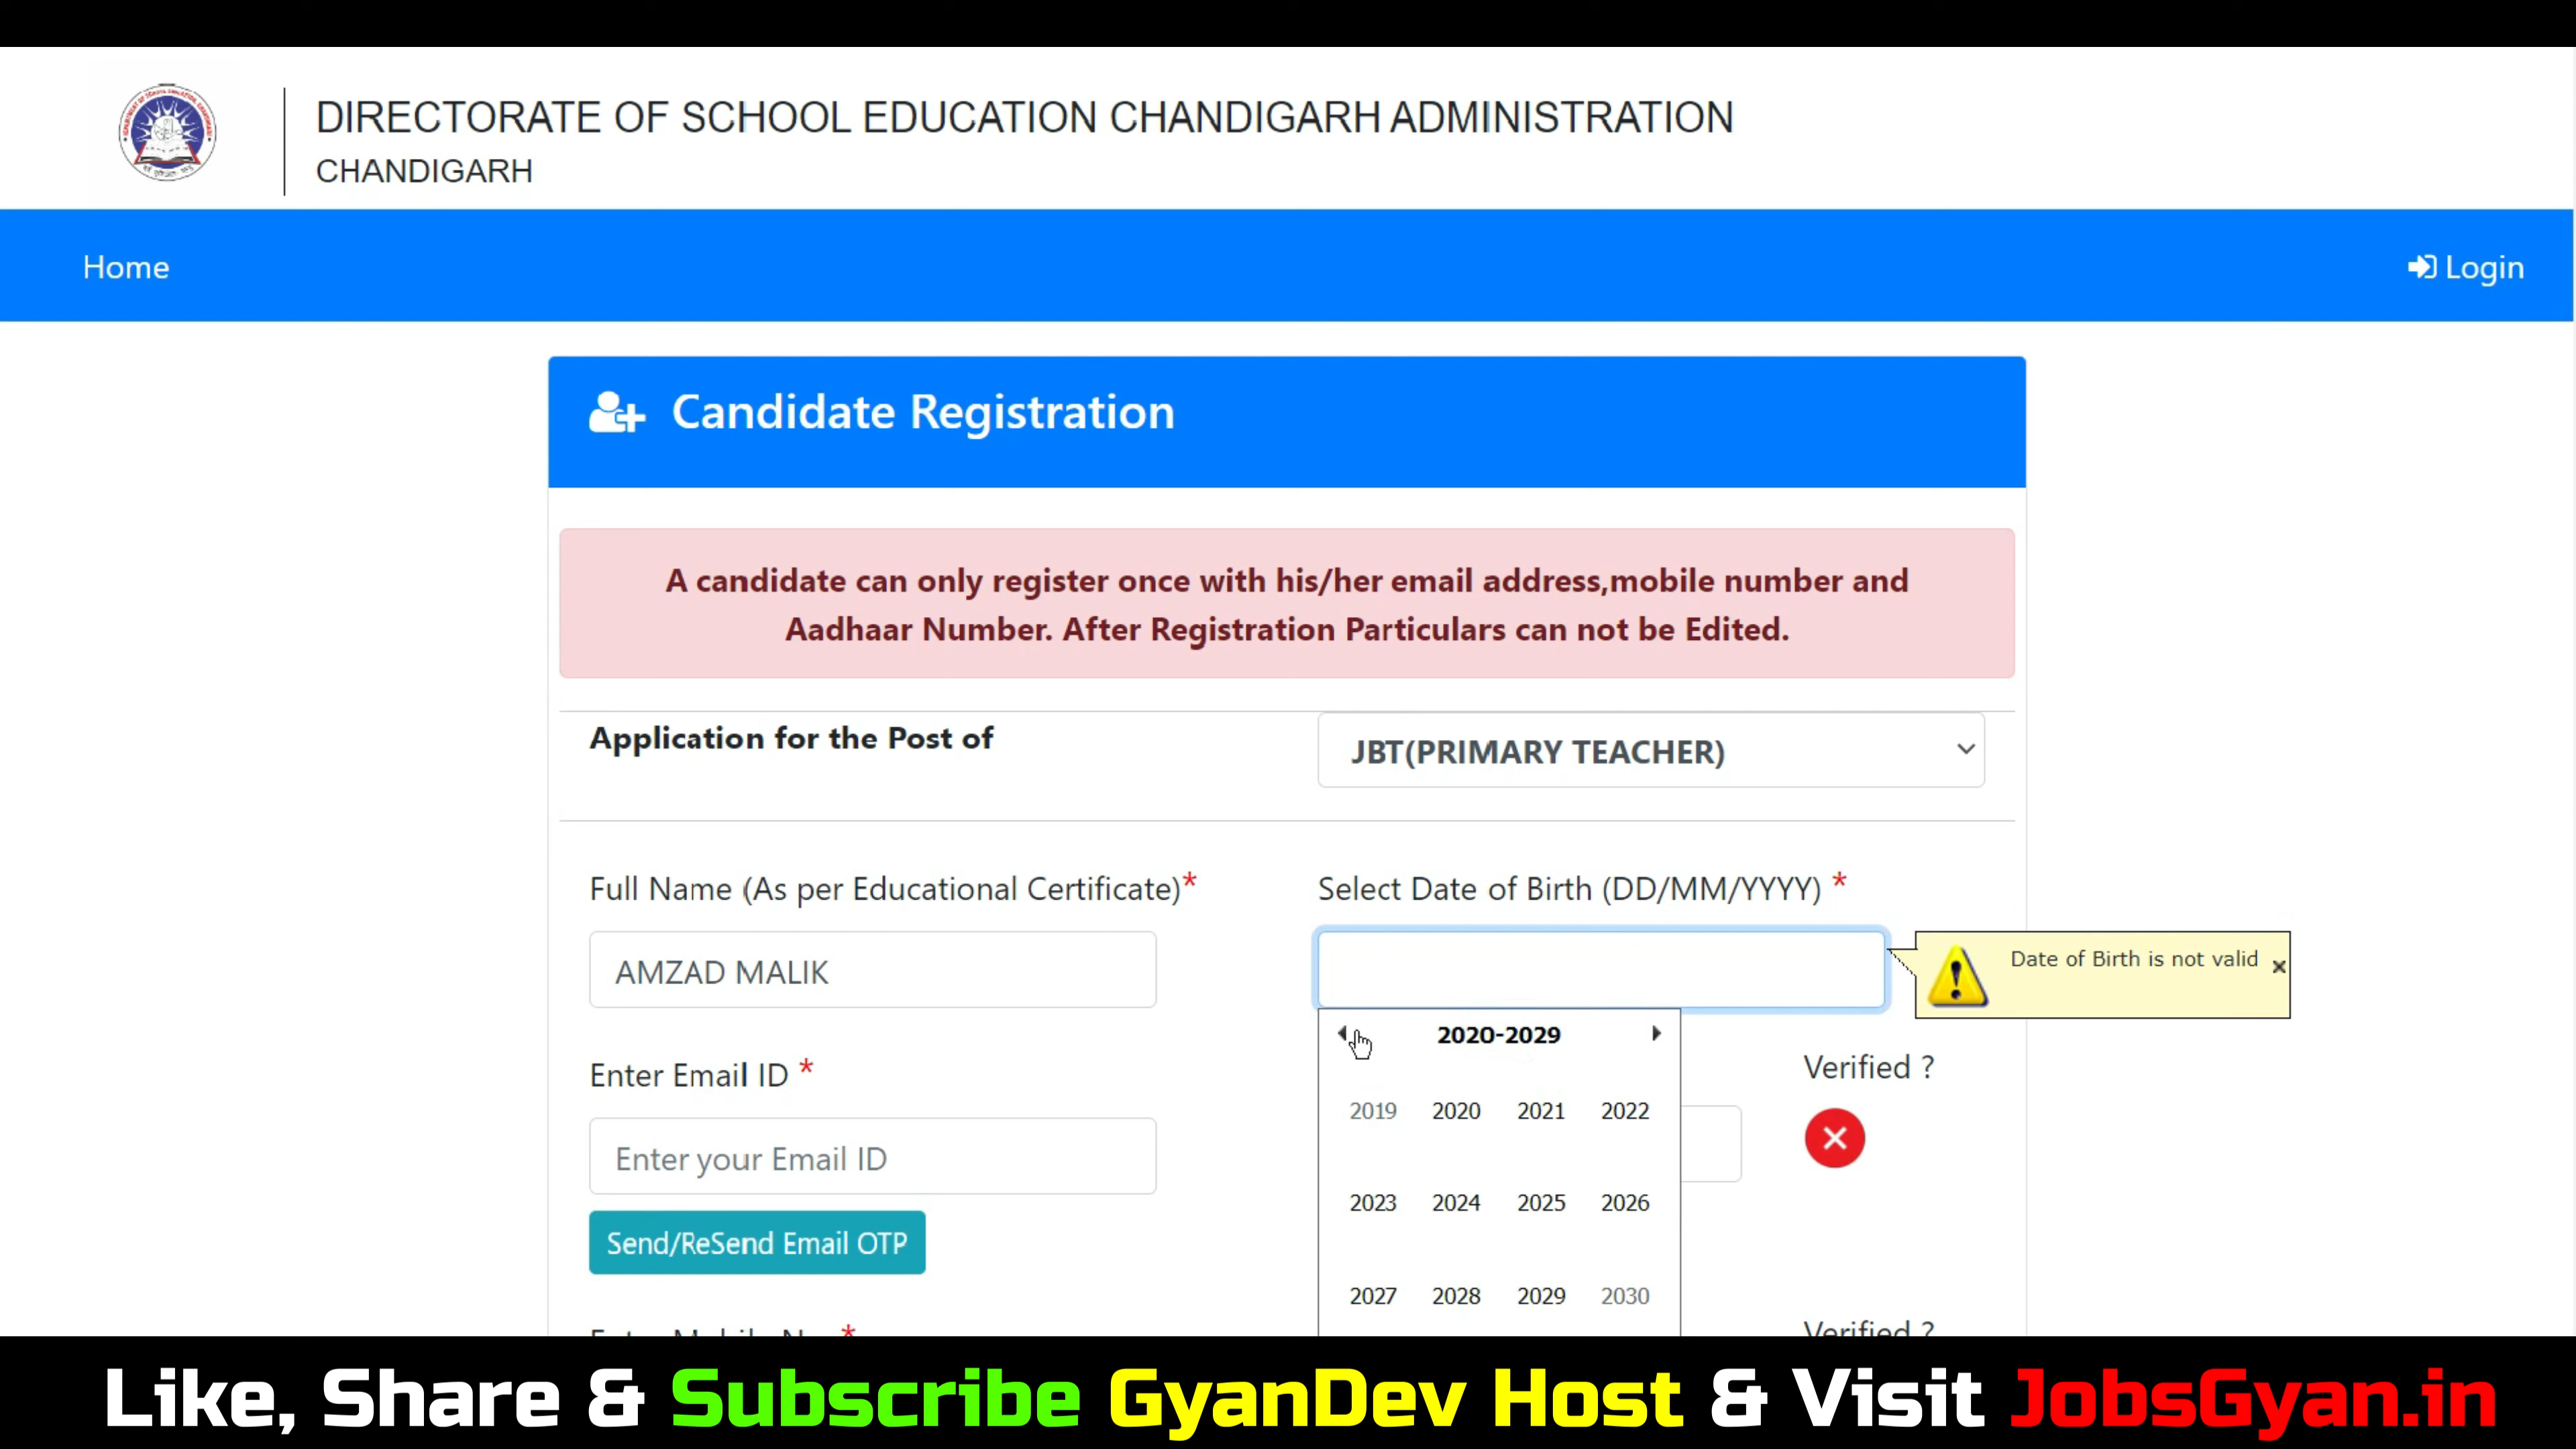 DIRECTORATE OF SCHOOL EDUCATION CHANDIGARH ADMINISTRATION
CHANDIGARH
Home
Login
Candidate Registration
A candidate can only register once with his/her email address,mobile number and
Aadhaar Number. After Registration Particulars can not be Edited.
Application for the Post of
JBT(PRIMARY TEACHER)
Full Name (As per Educational Certificate)*
Select Date of Birth (DD/MM/YYYY) *
AMZAD MALIK
Date of Birth is not valid
2020-2029
Enter Email ID *
Verified ?
2019 2020 2021 2022
Enter your Email ID
2023 2024 2025 2026
Send/ReSend Email OTP
2027 2028 2029 2030
Verified ?
Like, Share & Subscribe GyanDev Host & Visit JobsGyan.in